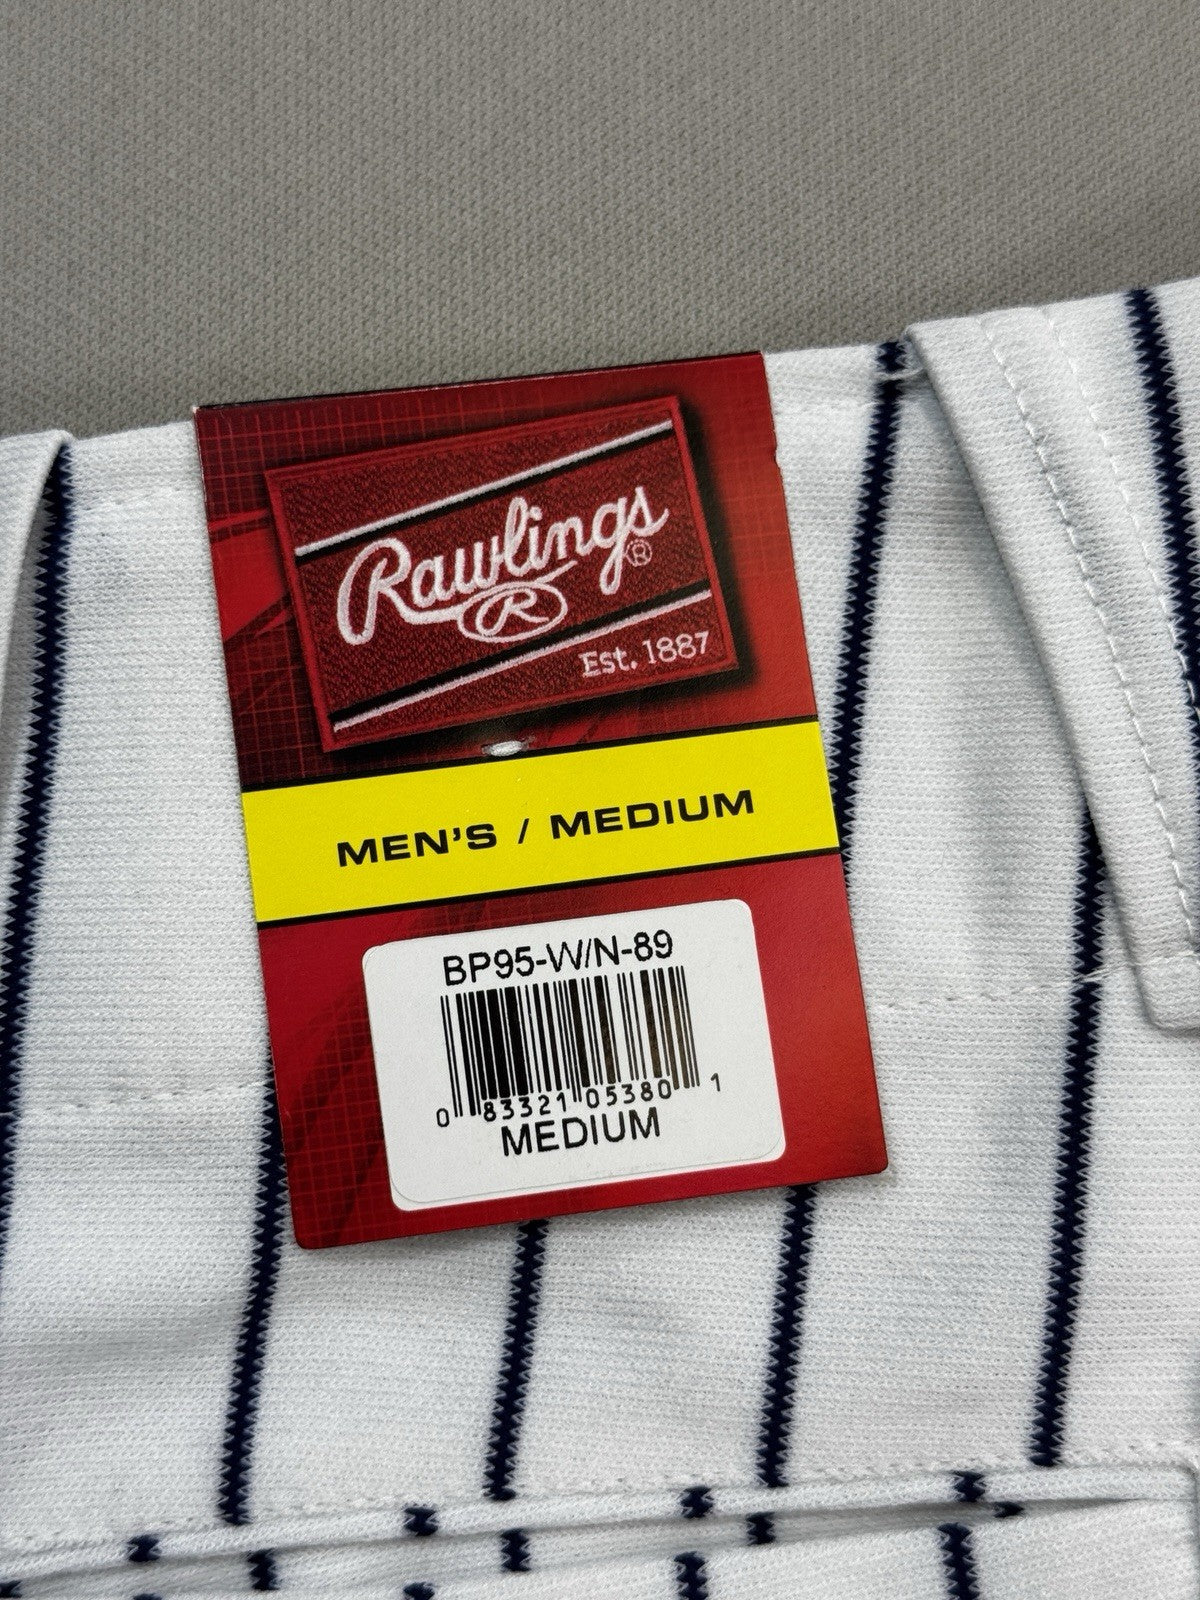 Rawlings®
R
Est. 1887
MEN'S / MEDIUM
BP95-W/N-89
0 83321 05380 1
MEDIUM